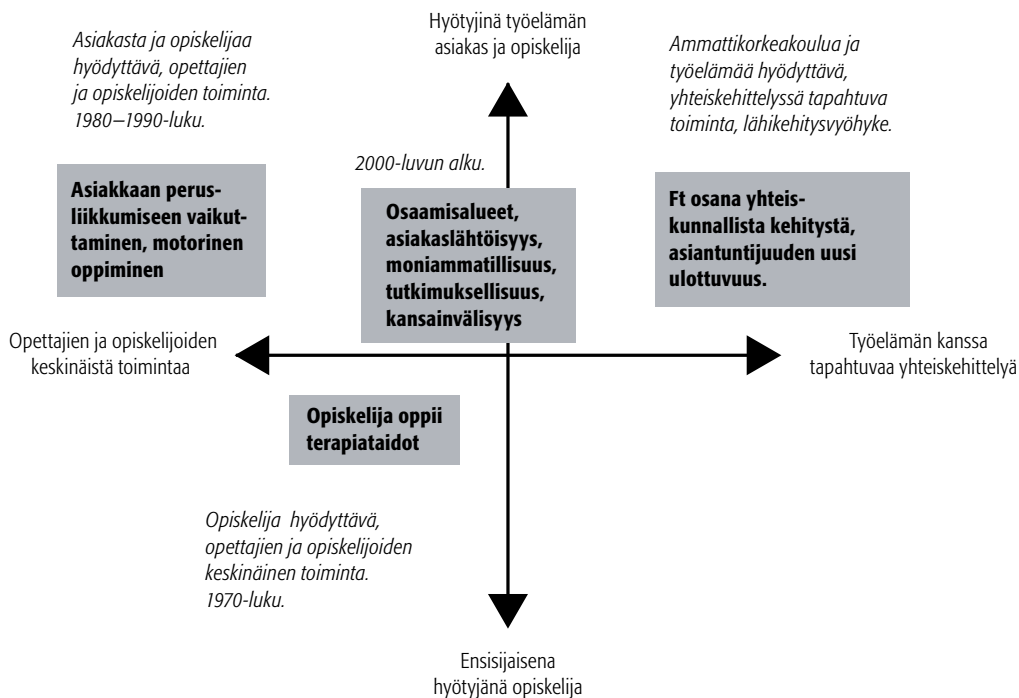 Hyötyjinä työelämän
asiakas ja opiskelija
Asiakasta ja opiskelijaa
hyödyttävä, opettajien
ja opiskelijoiden toiminta.
1980–1990-luku.
Ammattikorkeakoulua ja
työelämää hyödyttävä,
yhteiskehittelyssä tapahtuva
toiminta, lähikehitysvyöhyke.
2000-luvun alku.
Asiakkaan perus-
liikkumiseen vaikut-
taminen, motorinen
oppiminen
Osaamisalueet,
asiakaslähtöisyys,
moniammatillisuus,
tutkimuksellisuus,
kansainvälisyys
Ft osana yhteis-
kunnallista kehitystä,
asiantuntijuuden uusi
ulottuvuus.
Opettajien ja opiskelijoiden
keskinäistä toimintaa
Työelämän kanssa
tapahtuvaa yhteiskehittelyä
Opiskelija oppii
terapiataidot
Opiskelija hyödyttävä,
opettajien ja opiskelijoiden
keskinäinen toiminta.
1970-luku.
Ensisijaisena
hyötyjänä opiskelija